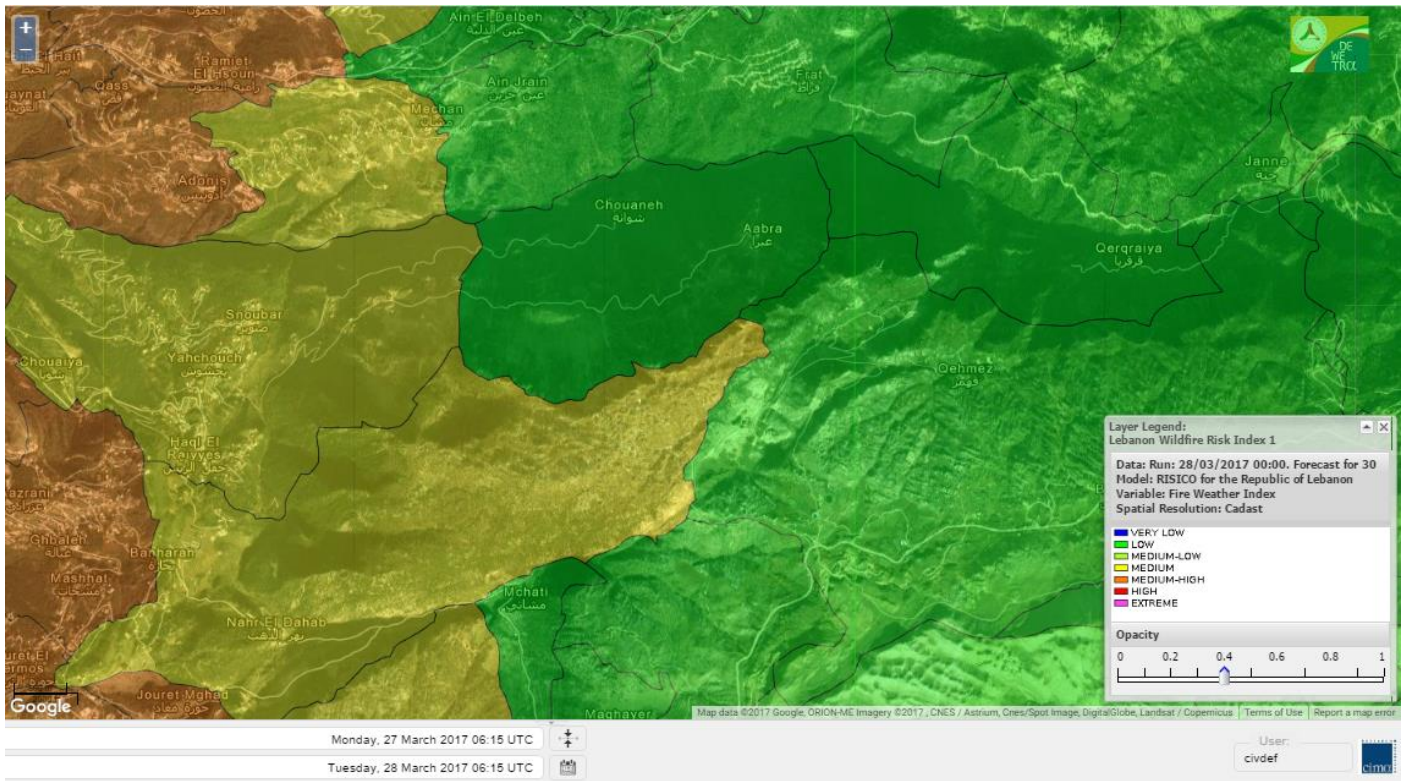 +
−
Ain El Delbeh
عين الدلبة
DE
WE
TRα
Ramiet
El Hsoun
رامية الحصون
Qass
قص
Ain Jrain
عين جرين
Frat
فراط
Mechan
مشان
Janne
جنة
Adonis
أدونيس
Chouaneh
شوانة
Aabra
عبرا
Qerqraiya
قرقريا
Snoubar
صنوبر
Chouaiya
Yahchouch
يحشوش
Qehmez
قهمز
Haql El
Raiyyes
حقل الريس
Ghbaleh
غبالة
Mashhat
Nahr El Dahab
نهر الذهب
Mchati
مشاتي
Jouret Mghad
Maghayer
Google
Layer Legend:
Lebanon Wildfire Risk Index 1
Data: Run: 28/03/2017 00:00. Forecast for 30
Model: RISICO for the Republic of Lebanon
Variable: Fire Weather Index
Spatial Resolution: Cadast
VERY LOW
LOW
MEDIUM-LOW
MEDIUM
MEDIUM-HIGH
HIGH
EXTREME
Opacity
0 0.2 0.4 0.6 0.8 1
Map data ©2017 Google, ORION-ME Imagery ©2017 , CNES / Astrium, Cnes/Spot Image, DigitalGlobe, Landsat / Copernicus Terms of Use Report a map error
Monday, 27 March 2017 06:15 UTC
Tuesday, 28 March 2017 06:15 UTC
User:
civdef
cima